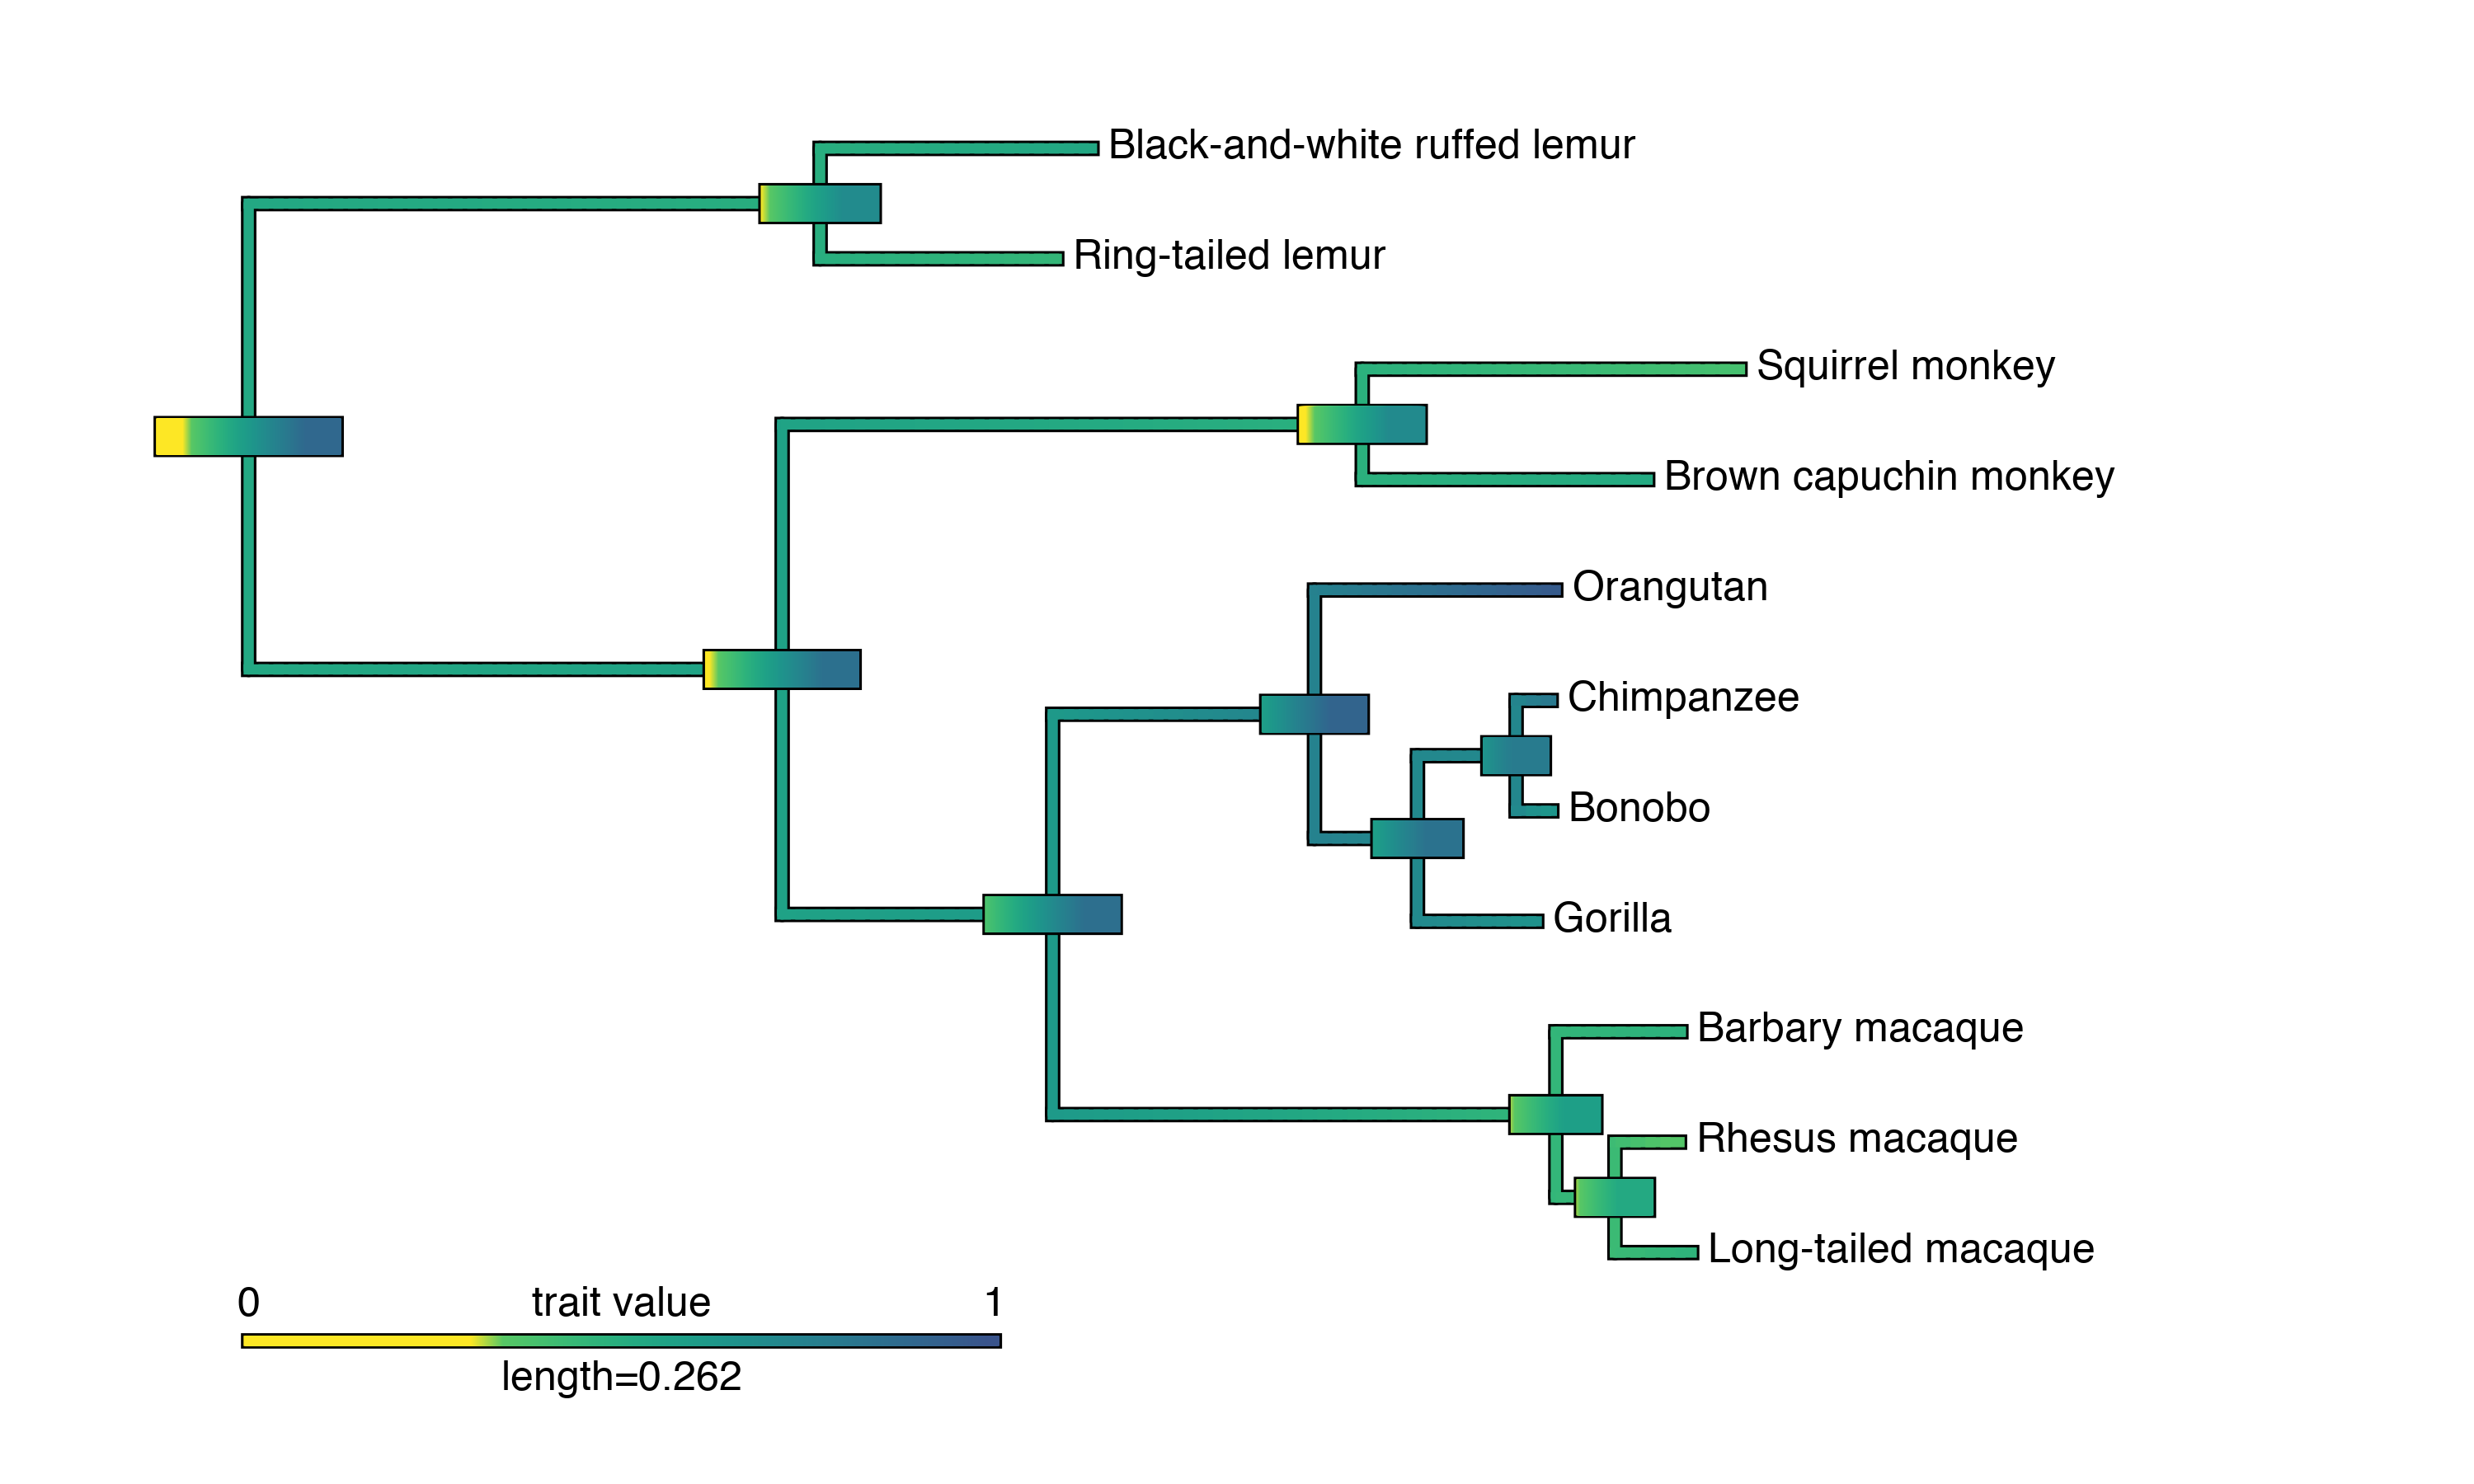 Black-and-white ruffed lemur
Ring-tailed lemur
Squirrel monkey
Brown capuchin monkey
Orangutan
Chimpanzee
Bonobo
Gorilla
Barbary macaque
Rhesus macaque
Long-tailed macaque
0 trait value 1
length=0.262